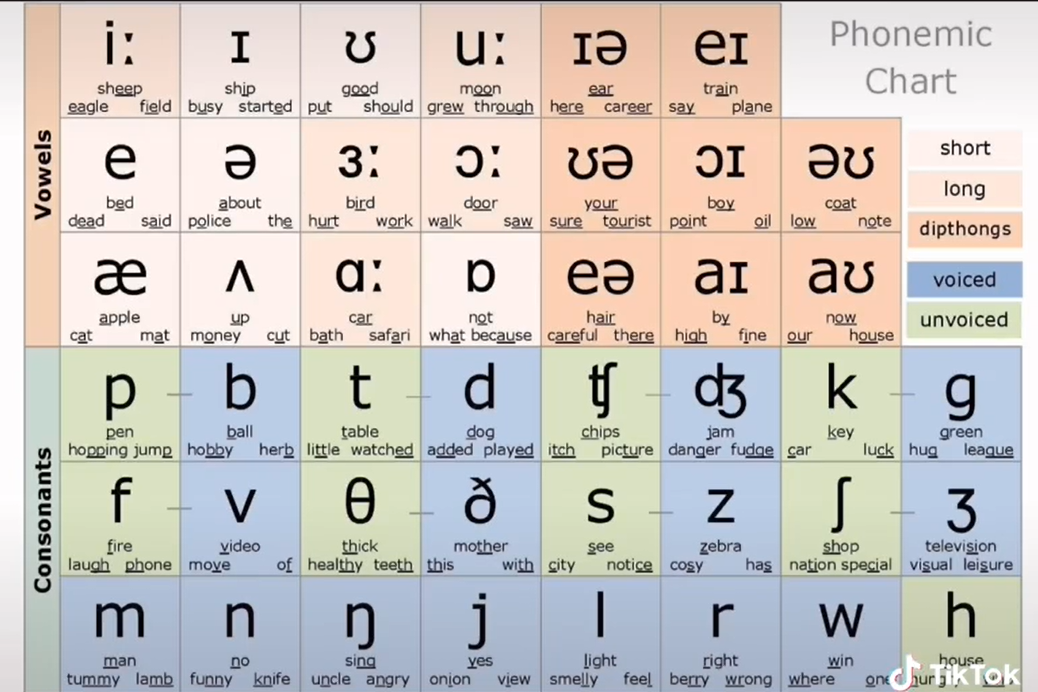 Phonemic
Chart
Vowels
iː ɪ ʊ uː ɪə eɪ
sheep ship good moon ear train
eagle field busy started put should grew through here career say plane
e ə ɜː ɔː ʊə ɔɪ əʊ
bed about bird door your boy coat
dead said police the hurt work walk saw sure tourist point oil low note
æ ʌ ɑː ɒ eə aɪ aʊ
apple up car not hair by now
cat mat money cut bath safari what because careful there high fine our house
short
long
dipthongs
voiced
unvoiced
Consonants
p b t d ʧ ʤ k g
pen ball table dog chips jam key green
hopping jump hobby herb little watched added played itch picture danger fudge car luck hug league
f v θ ð s z ʃ ʒ
fire video thick mother see zebra shop television
laugh phone move of healthy teeth this with city notice cosy has nation special visual leisure
m n ŋ j l r w h
man no sing yes light right win house
tummy lamb funny knife uncle angry onion view smelly feel berry wrong where one
TikTok